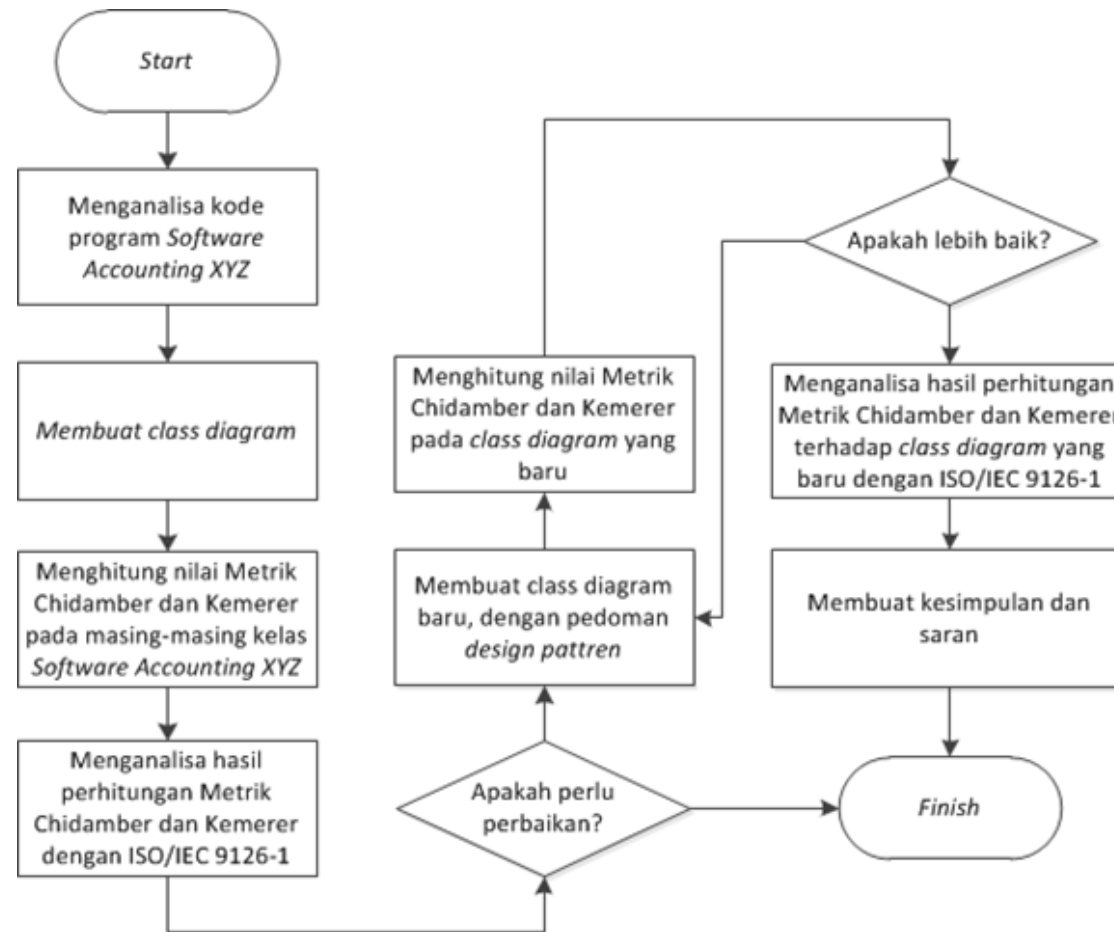 Start
Menganalisa kode
program Software
Accounting XYZ
Membuat class diagram
Menghitung nilai Metrik
Chidamber dan Kemerer
pada masing-masing kelas
Software Accounting XYZ
Menganalisa hasil
perhitungan Metrik
Chidamber dan Kemerer
dengan ISO/IEC 9126-1
Apakah perlu
perbaikan?
Membuat class diagram
baru, dengan pedoman
design pattren
Menghitung nilai Metrik
Chidamber dan Kemerer
pada class diagram yang
baru
Apakah lebih baik?
Menganalisa hasil perhitungan
Metrik Chidamber dan Kemerer
terhadap class diagram yang
baru dengan ISO/IEC 9126-1
Membuat kesimpulan dan
saran
Finish